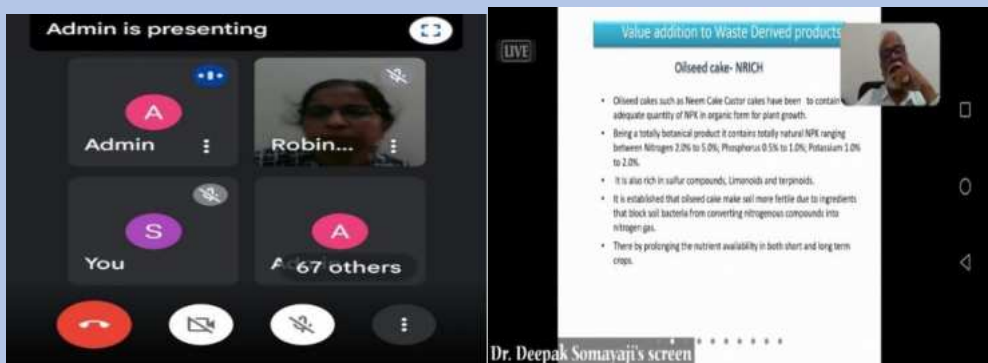 Admin is presenting
A
Admin
Robin...
S
You
A
67 others
LIVE
Value addition to Waste Derived products
Oilseed cake- NRICH
• Oilseed cakes such as Neem Cake Castor cakes have been to contain
adequate quantity of NPK in organic form for plant growth.
• Being a totally botanical product it contains totally natural NPK ranging
between Nitrogen 2.0% to 5.0%; Phosphorus 0.5% to 1.0%; Potassium 1.0%
to 2.0%.
• It is also rich in sulfur compounds, Limonoids and terpinoids.
• It is established that oilseed cake make soil more fertile due to ingredients
that block soil bacteria from converting nitrogenous compounds into
nitrogen gas.
• There by prolonging the nutrient availability in both short and long term
crops.
Dr. Deepak Somayaji's screen